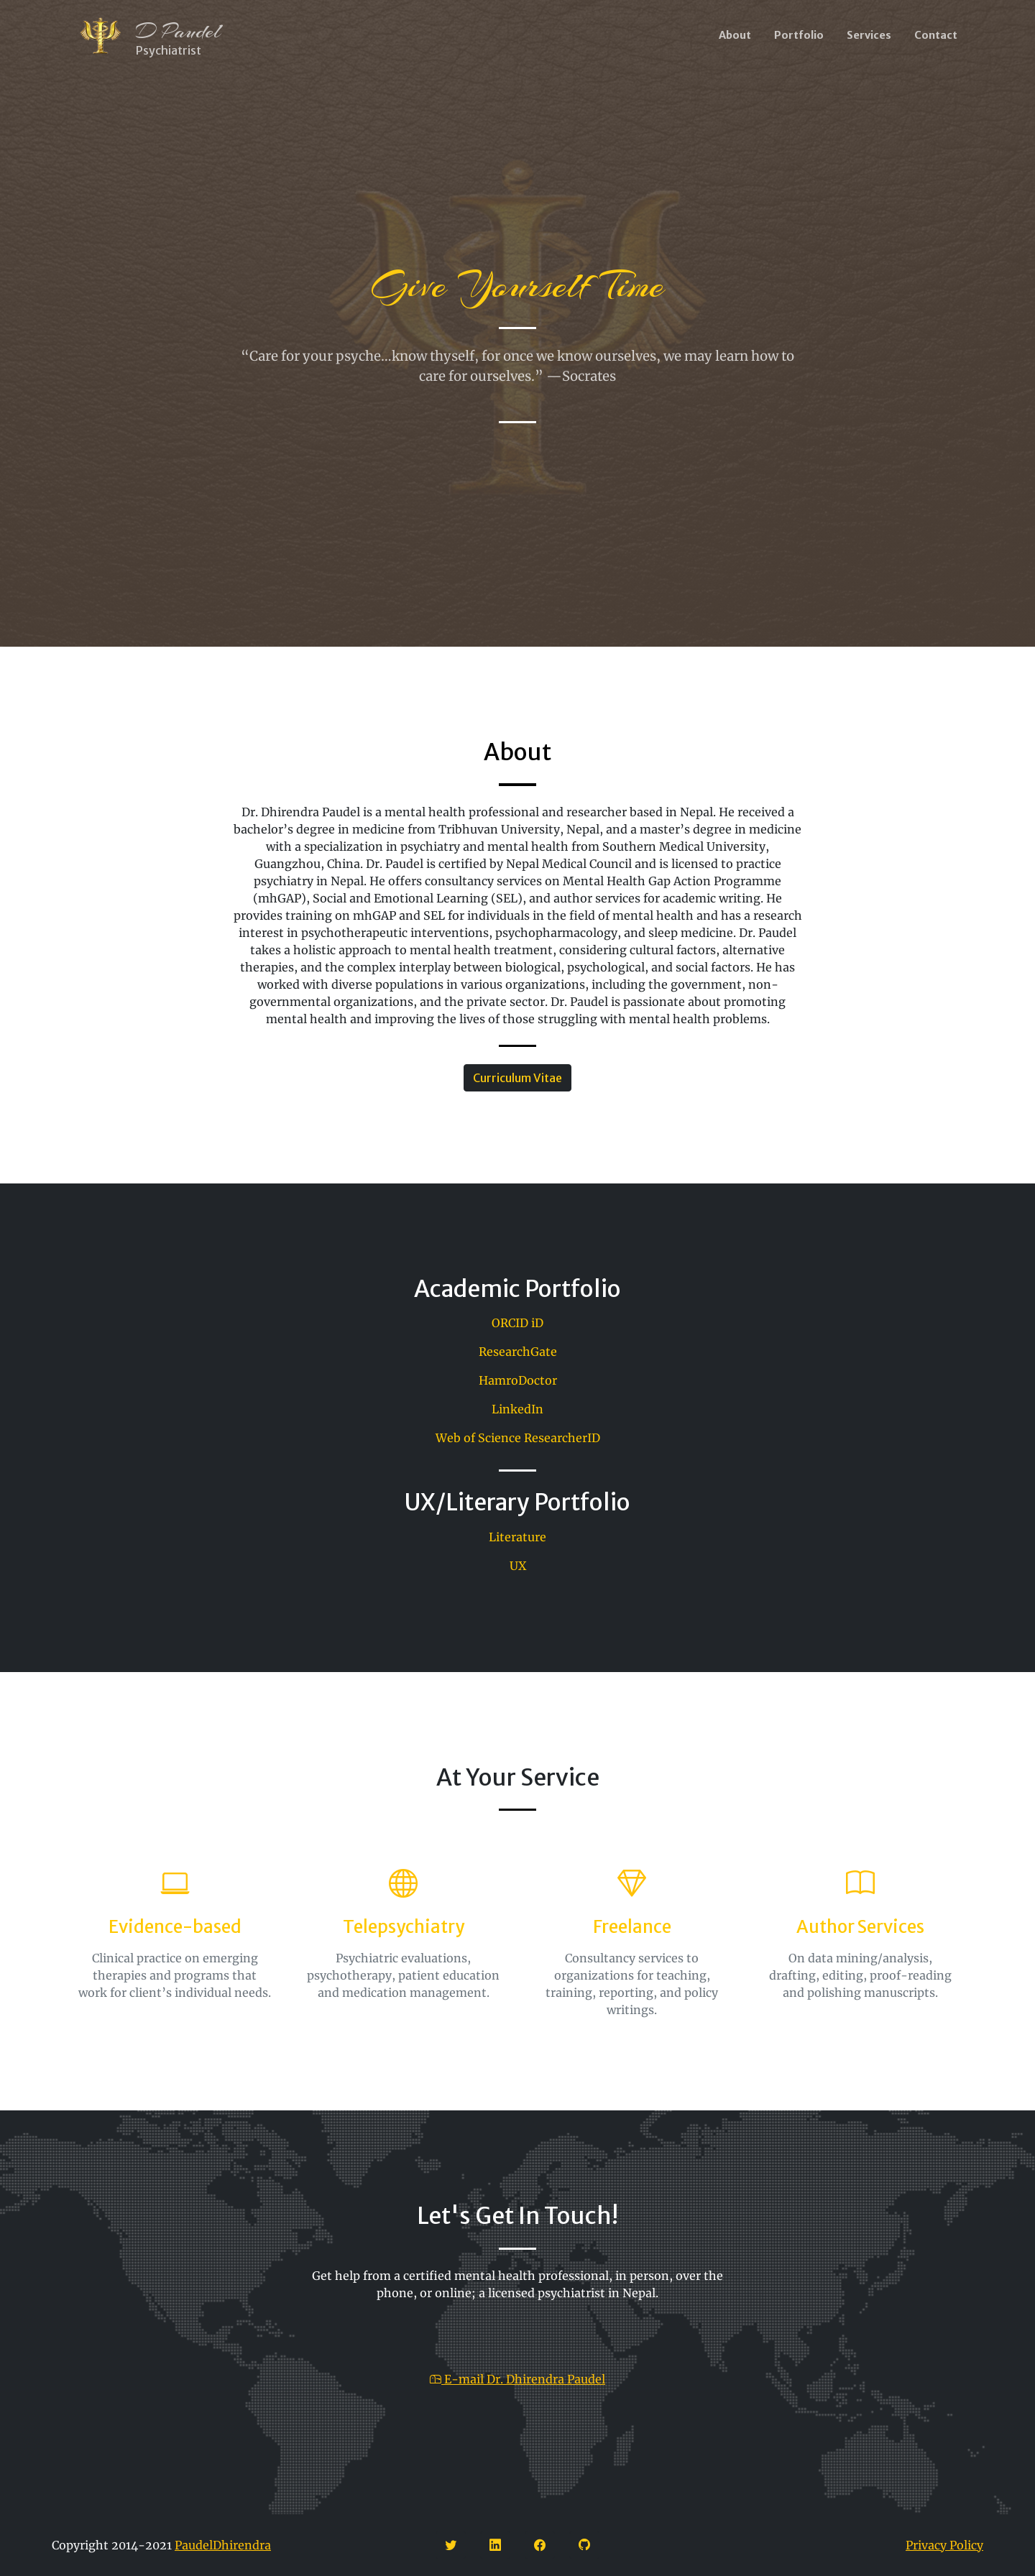 D Paudel
Psychiatrist
About Portfolio Services Contact
Give Yourself Time
“Care for your psyche...know thyself, for once we know ourselves, we may learn how to
care for ourselves.” —Socrates
About
Dr. Dhirendra Paudel is a mental health professional and researcher based in Nepal. He received a
bachelor’s degree in medicine from Tribhuvan University, Nepal, and a master’s degree in medicine
with a specialization in psychiatry and mental health from Southern Medical University,
Guangzhou, China. Dr. Paudel is certified by Nepal Medical Council and is licensed to practice
psychiatry in Nepal. He offers consultancy services on Mental Health Gap Action Programme
(mhGAP), Social and Emotional Learning (SEL), and author services for academic writing. He
provides training on mhGAP and SEL for individuals in the field of mental health and has a research
interest in psychotherapeutic interventions, psychopharmacology, and sleep medicine. Dr. Paudel
takes a holistic approach to mental health treatment, considering cultural factors, alternative
therapies, and the complex interplay between biological, psychological, and social factors. He has
worked with diverse populations in various organizations, including the government, non-
governmental organizations, and the private sector. Dr. Paudel is passionate about promoting
mental health and improving the lives of those struggling with mental health problems.
Curriculum Vitae
Academic Portfolio
ORCID iD
ResearchGate
HamroDoctor
LinkedIn
Web of Science ResearcherID
UX/Literary Portfolio
Literature
UX
At Your Service
Evidence-based
Clinical practice on emerging
therapies and programs that
work for client’s individual needs.
Telepsychiatry
Psychiatric evaluations,
psychotherapy, patient education
and medication management.
Freelance
Consultancy services to
organizations for teaching,
training, reporting, and policy
writings.
Author Services
On data mining/analysis,
drafting, editing, proof-reading
and polishing manuscripts.
Let's Get In Touch!
Get help from a certified mental health professional, in person, over the
phone, or online; a licensed psychiatrist in Nepal.
E-mail Dr. Dhirendra Paudel
Copyright 2014-2021 PaudelDhirendra
Privacy Policy